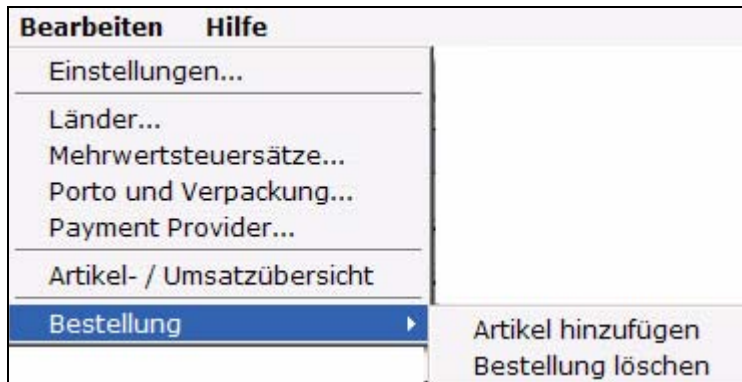 Bearbeiten Hilfe
Einstellungen...
Länder...
Mehrwertsteuersätze...
Porto und Verpackung...
Payment Provider...
Artikel- / Umsatzübersicht
Bestellung
Artikel hinzufügen
Bestellung löschen